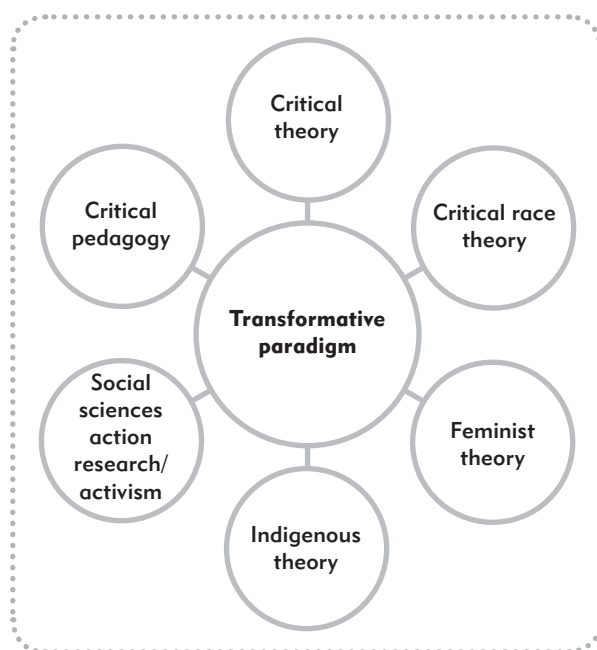 Critical
theory
Critical race
theory
Feminist
theory
Indigenous
theory
Social
sciences
action
research/
activism
Critical
pedagogy
Transformative
paradigm